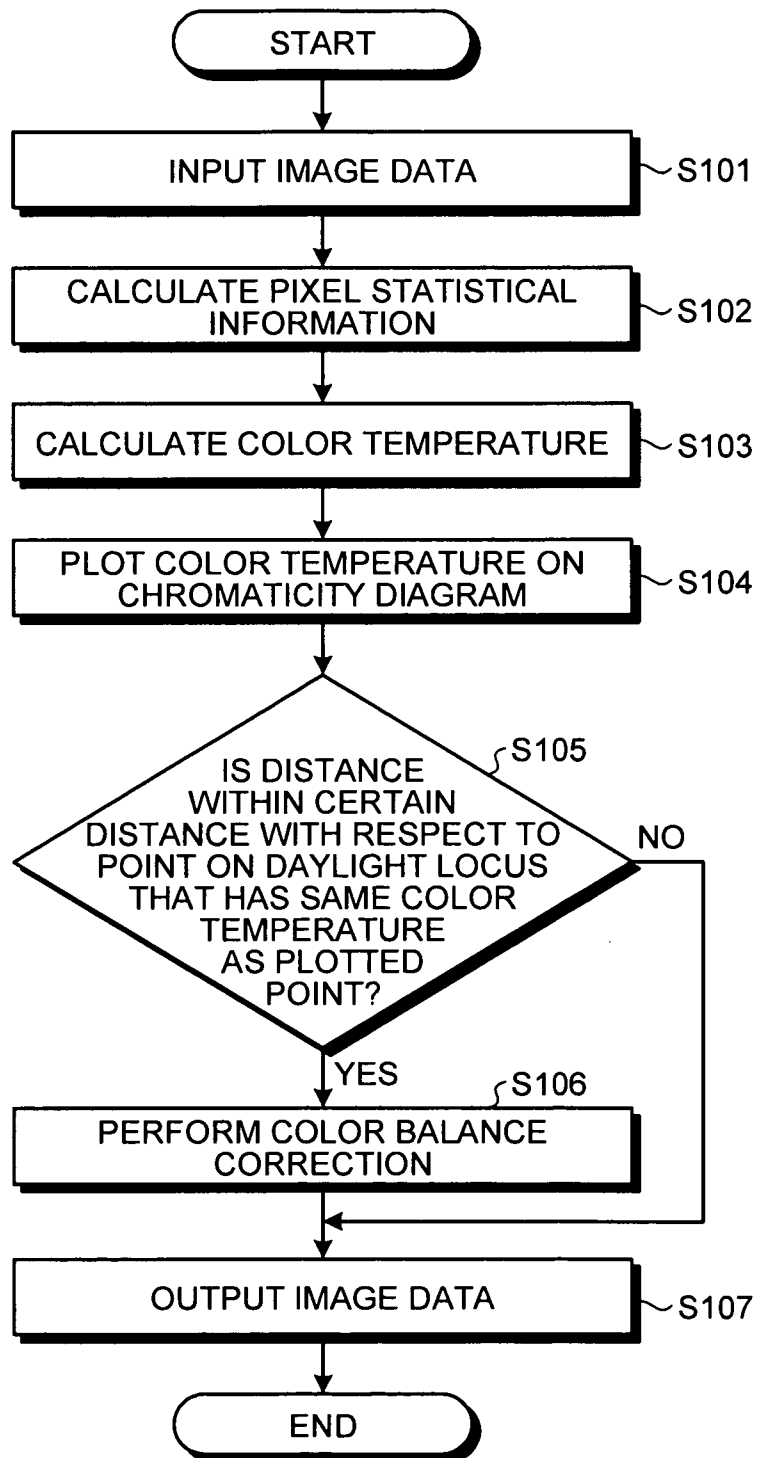 START
INPUT IMAGE DATA
S101
CALCULATE PIXEL STATISTICAL
INFORMATION
S102
CALCULATE COLOR TEMPERATURE
S103
PLOT COLOR TEMPERATURE ON
CHROMATICITY DIAGRAM
S104
S105
IS DISTANCE
WITHIN CERTAIN
DISTANCE WITH RESPECT TO
POINT ON DAYLIGHT LOCUS
THAT HAS SAME COLOR
TEMPERATURE
AS PLOTTED
POINT?
NO
YES
S106
PERFORM COLOR BALANCE
CORRECTION
OUTPUT IMAGE DATA
S107
END